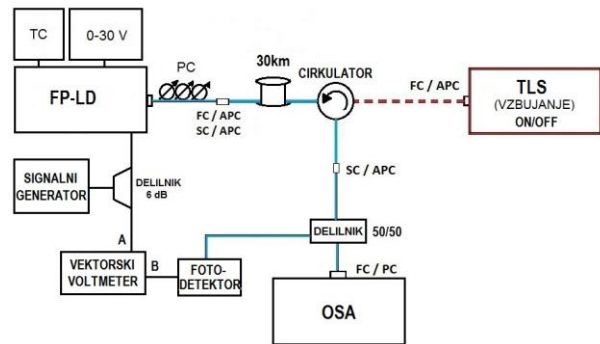 TC
0-30 V
FP-LD
PC
30km
CIRKULATOR
FC / APC
SC / APC
FC / APC
TLS
(VZBUJANJE)
ON/OFF
SIGNALNI
GENERATOR
DELILNIK
6 dB
SC / APC
A
VEKTORSKI
VOLTMETER
B
FOTO-
DETEKTOR
DELILNIK
50/50
FC / PC
OSA